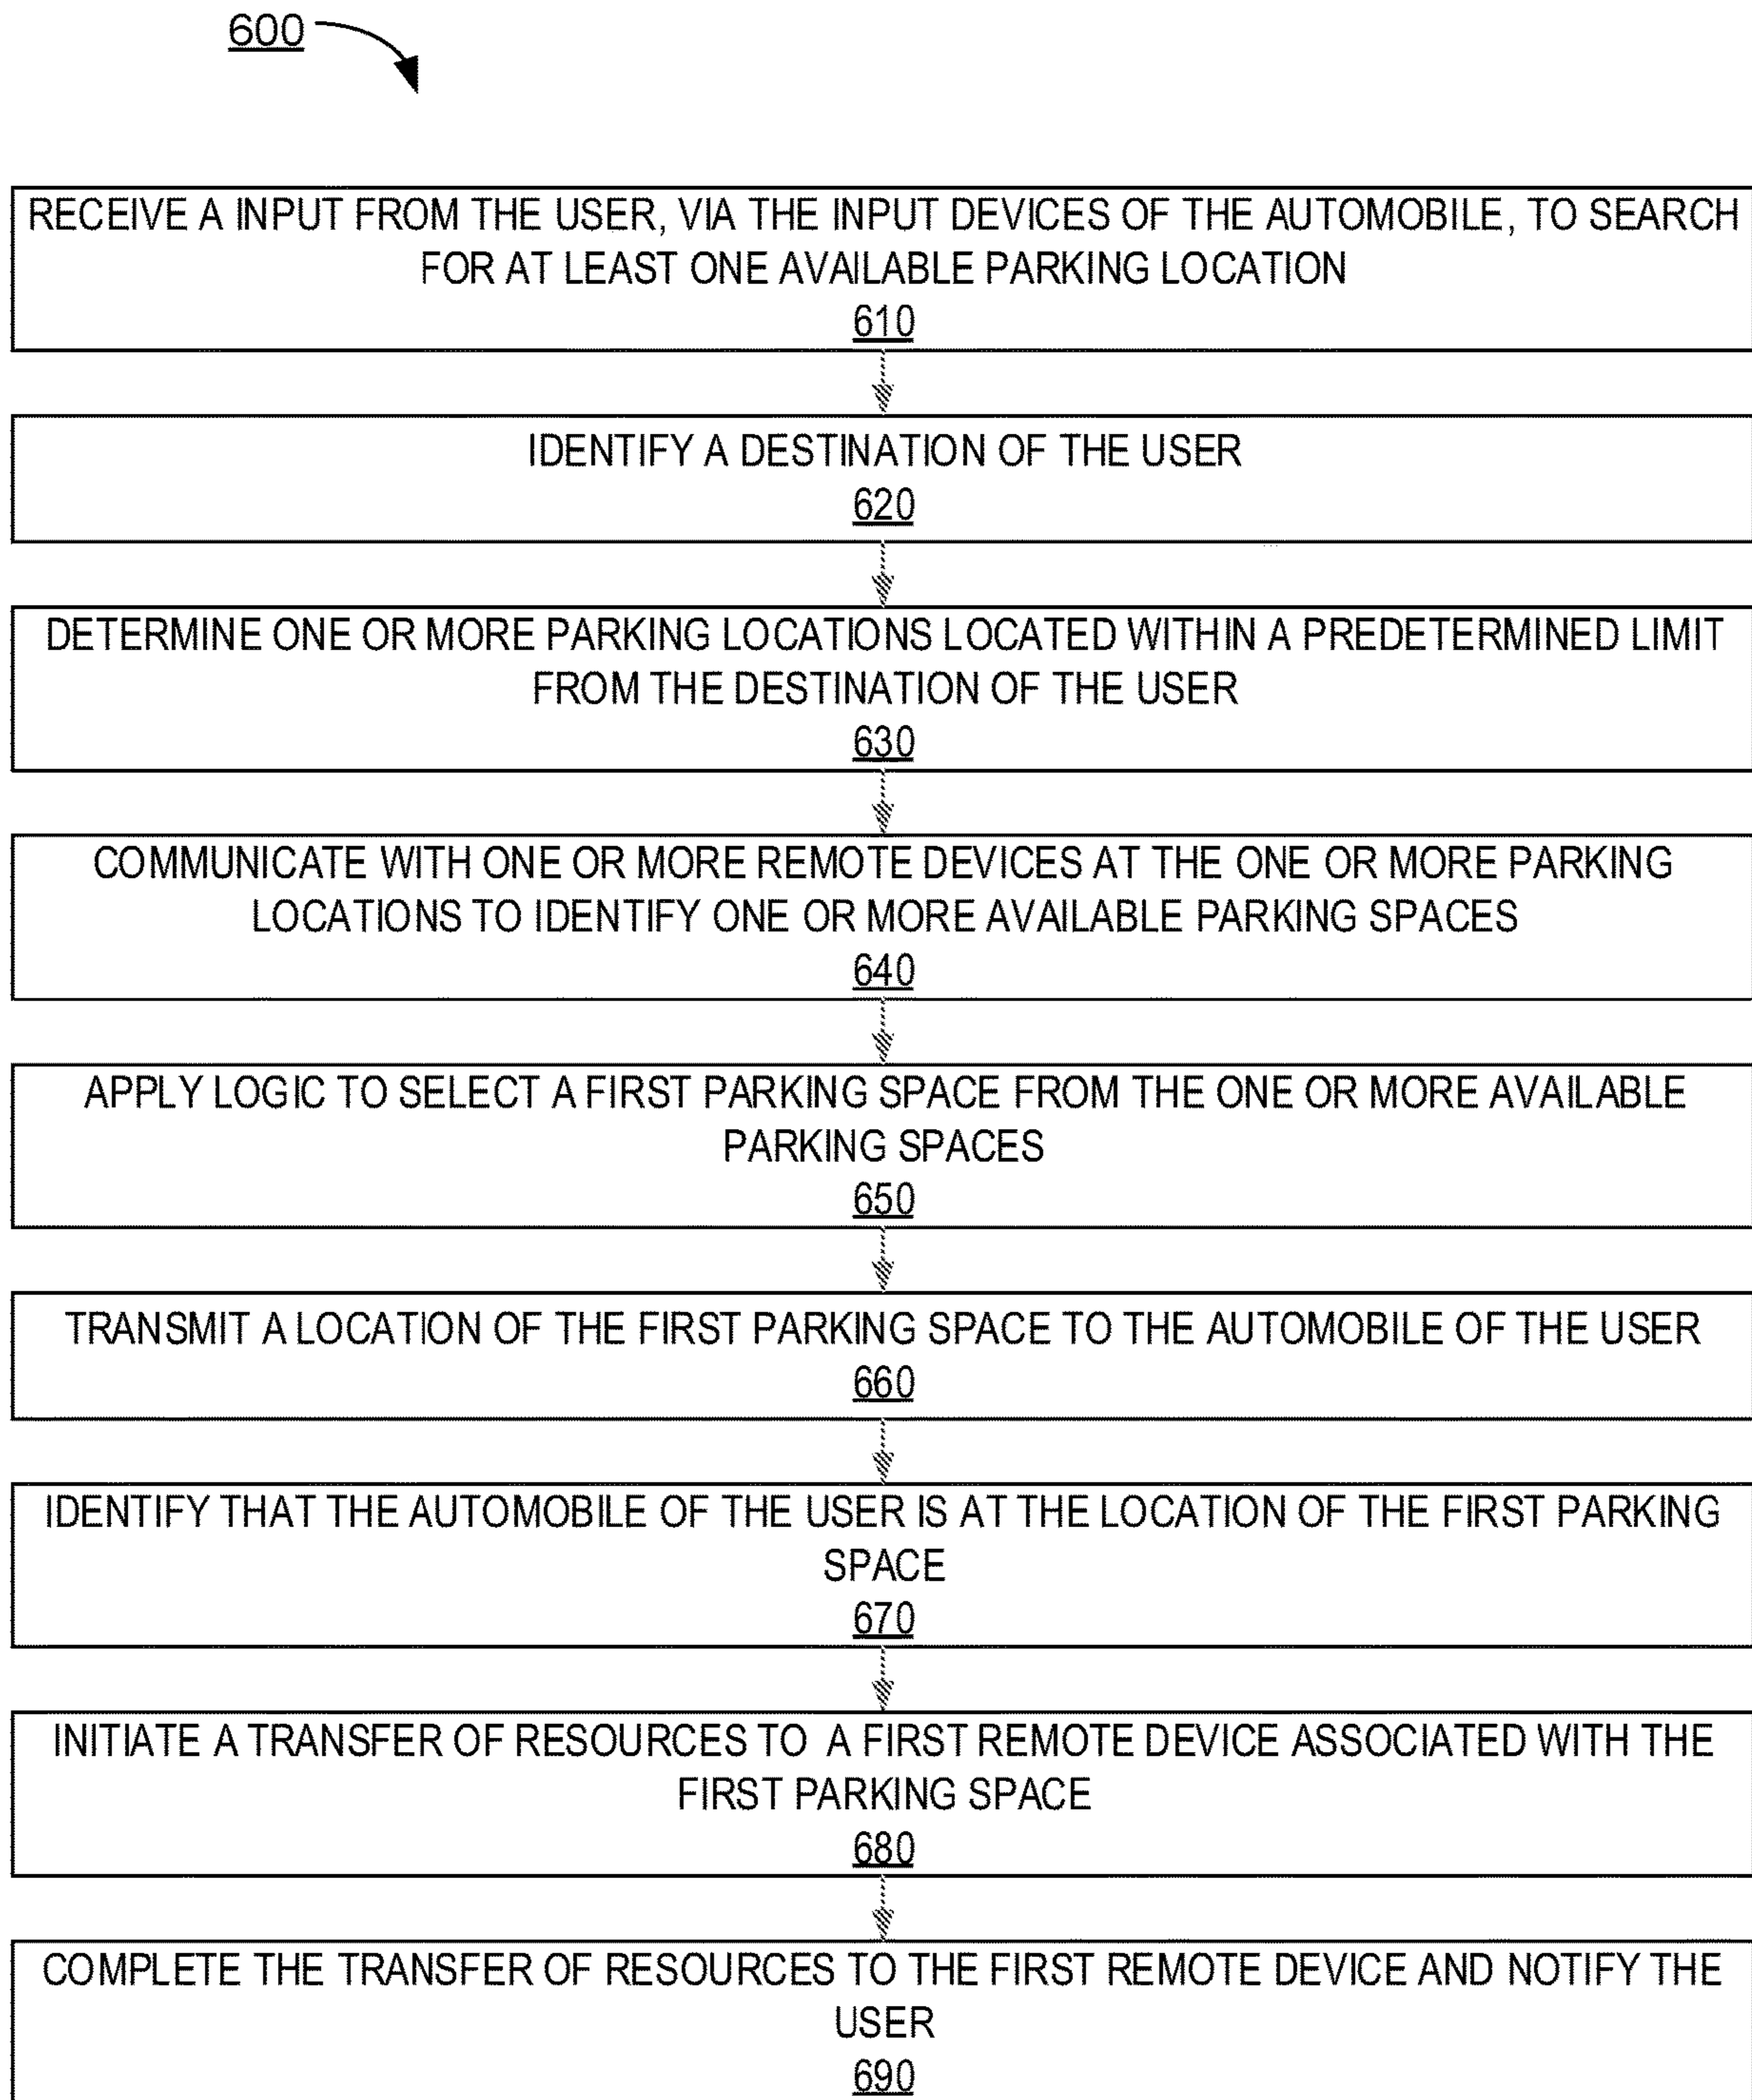 600
RECEIVE A INPUT FROM THE USER, VIA THE INPUT DEVICES OF THE AUTOMOBILE, TO SEARCH
FOR AT LEAST ONE AVAILABLE PARKING LOCATION
610
IDENTIFY A DESTINATION OF THE USER
620
DETERMINE ONE OR MORE PARKING LOCATIONS LOCATED WITHIN A PREDETERMINED LIMIT
FROM THE DESTINATION OF THE USER
630
COMMUNICATE WITH ONE OR MORE REMOTE DEVICES AT THE ONE OR MORE PARKING
LOCATIONS TO IDENTIFY ONE OR MORE AVAILABLE PARKING SPACES
640
APPLY LOGIC TO SELECT A FIRST PARKING SPACE FROM THE ONE OR MORE AVAILABLE
PARKING SPACES
650
TRANSMIT A LOCATION OF THE FIRST PARKING SPACE TO THE AUTOMOBILE OF THE USER
660
IDENTIFY THAT THE AUTOMOBILE OF THE USER IS AT THE LOCATION OF THE FIRST PARKING
SPACE
670
INITIATE A TRANSFER OF RESOURCES TO A FIRST REMOTE DEVICE ASSOCIATED WITH THE
FIRST PARKING SPACE
680
COMPLETE THE TRANSFER OF RESOURCES TO THE FIRST REMOTE DEVICE AND NOTIFY THE
USER
690